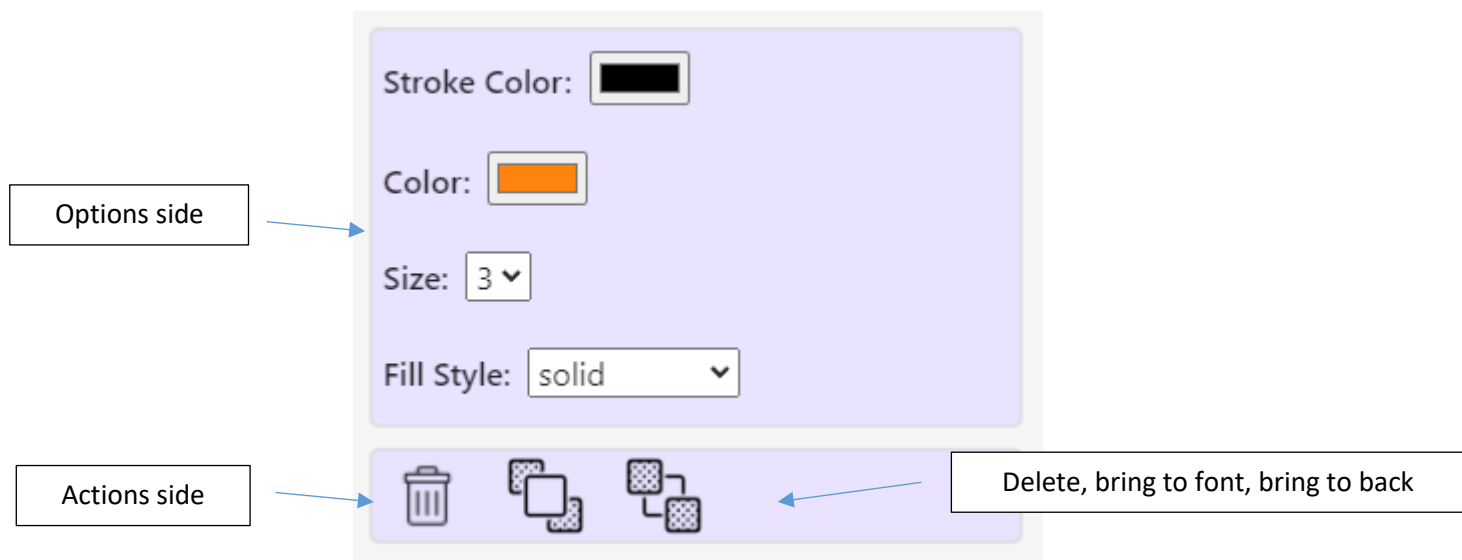 Stroke Color:
Color:
Options side
Size: 3
Fill Style: solid
Actions side
Delete, bring to font, bring to back